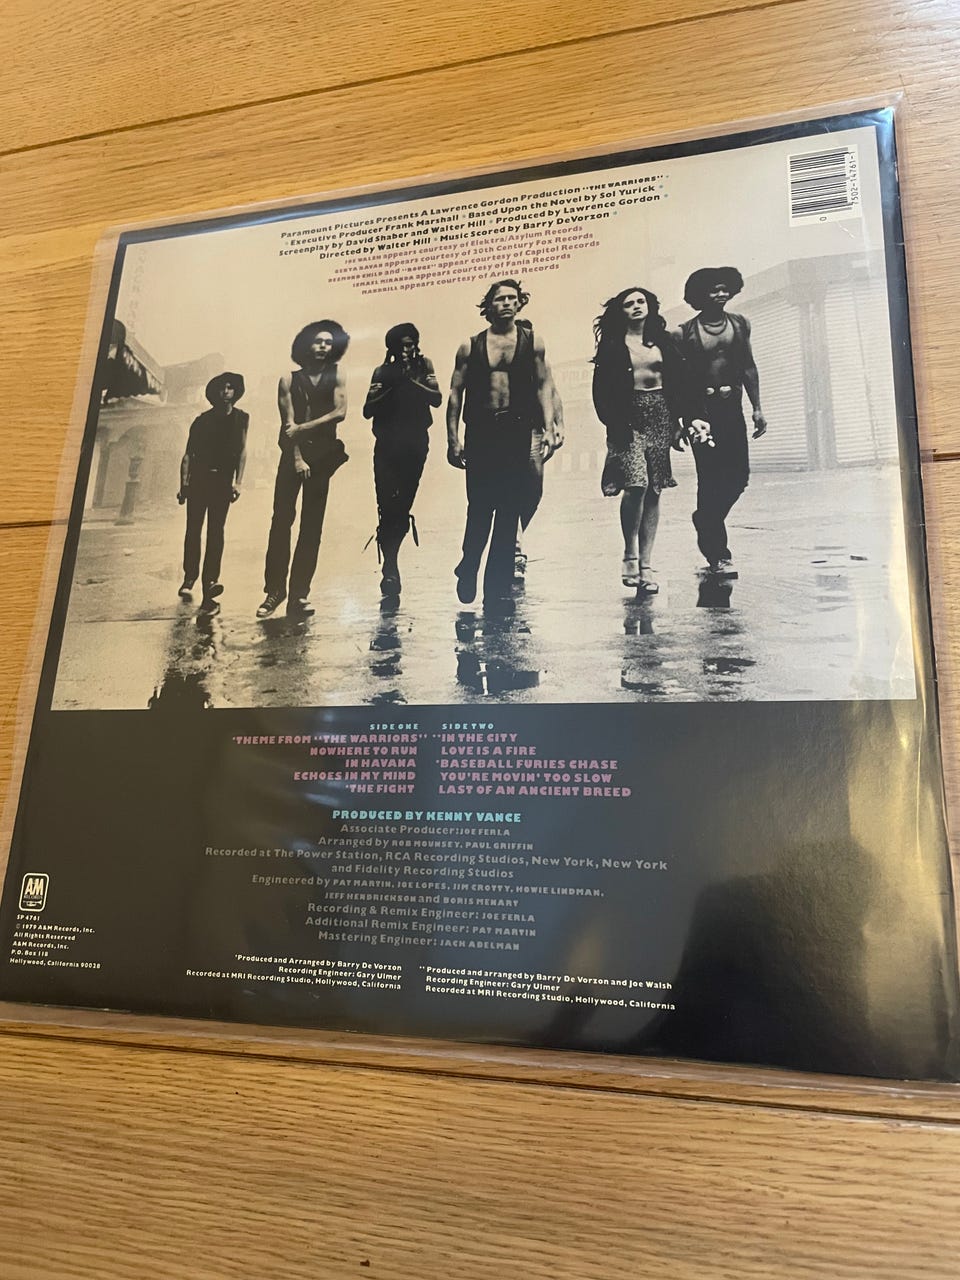 Paramount Pictures Presents A Lawrence Gordon Production "THE WARRIORS" •
• Executive Producer Frank Marshall • Based Upon the Novel by Sol Yurick •
Screenplay by David Shaber and Walter Hill • Produced by Lawrence Gordon •
Directed by Walter Hill • Music Scored by Barry DeVorzon •
JOE WALSH appears courtesy of Elektra/Asylum Records
GENYA RAVAN appears courtesy of 20th Century Fox Records
DESMOND CHILD and "ROUGE" appear courtesy of Capitol Records
ISMAEL MIRANDA appears courtesy of Fania Records
MANDRILL appears courtesy of Arista Records
0 7502-14761-1
SIDE ONE
*THEME FROM "THE WARRIORS"
NOWHERE TO RUN
IN HAVANA
ECHOES IN MY MIND
*THE FIGHT
SIDE TWO
**IN THE CITY
LOVE IS A FIRE
*BASEBALL FURIES CHASE
YOU'RE MOVIN' TOO SLOW
LAST OF AN ANCIENT BREED
PRODUCED BY KENNY VANCE
Associate Producer: JOE FERLA
Arranged by ROB MOUNSEY, PAUL GRIFFIN
Recorded at The Power Station, RCA Recording Studios, New York, New York
and Fidelity Recording Studios
Engineered by PAT MARTIN, JOE LOPES, JIM CROTTY, HOWIE LINDMAN,
JEFF HENDRICKSON and BORIS MENART
Recording & Remix Engineer: JOE FERLA
Additional Remix Engineer: PAT MARTIN
Mastering Engineer: JACK ADELMAN
*Produced and Arranged by Barry De Vorzon
Recording Engineer: Gary Ulmer
Recorded at MRI Recording Studio, Hollywood, California
**Produced and arranged by Barry De Vorzon and Joe Walsh
Recording Engineer: Gary Ulmer
Recorded at MRI Recording Studio, Hollywood, California
A&M
RECORDS
SP 4761
© 1979 A&M Records, Inc.
All Rights Reserved
A&M Records, Inc.
P.O. Box 118
Hollywood, California 90028